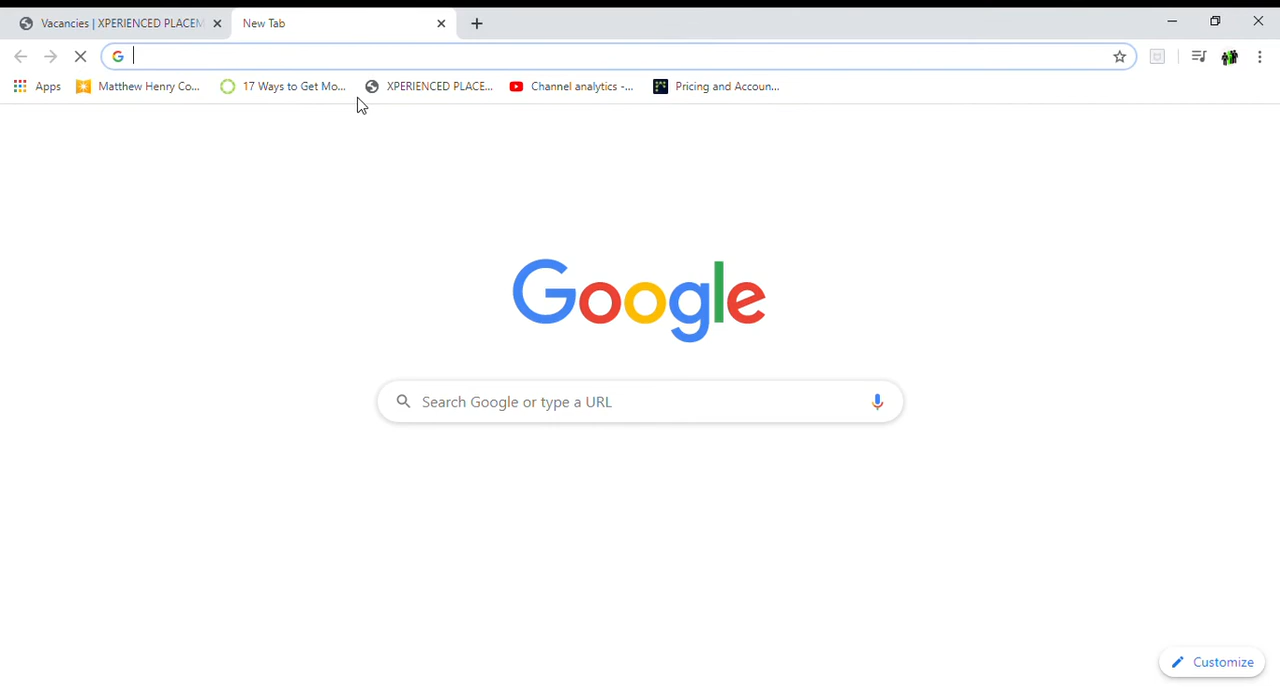 Vacancies | XPERIENCED PLACEM
New Tab
Apps
Matthew Henry Co...
17 Ways to Get Mo...
XPERIENCED PLACE...
Channel analytics -...
Pricing and Accoun...
Google
Search Google or type a URL
Customize